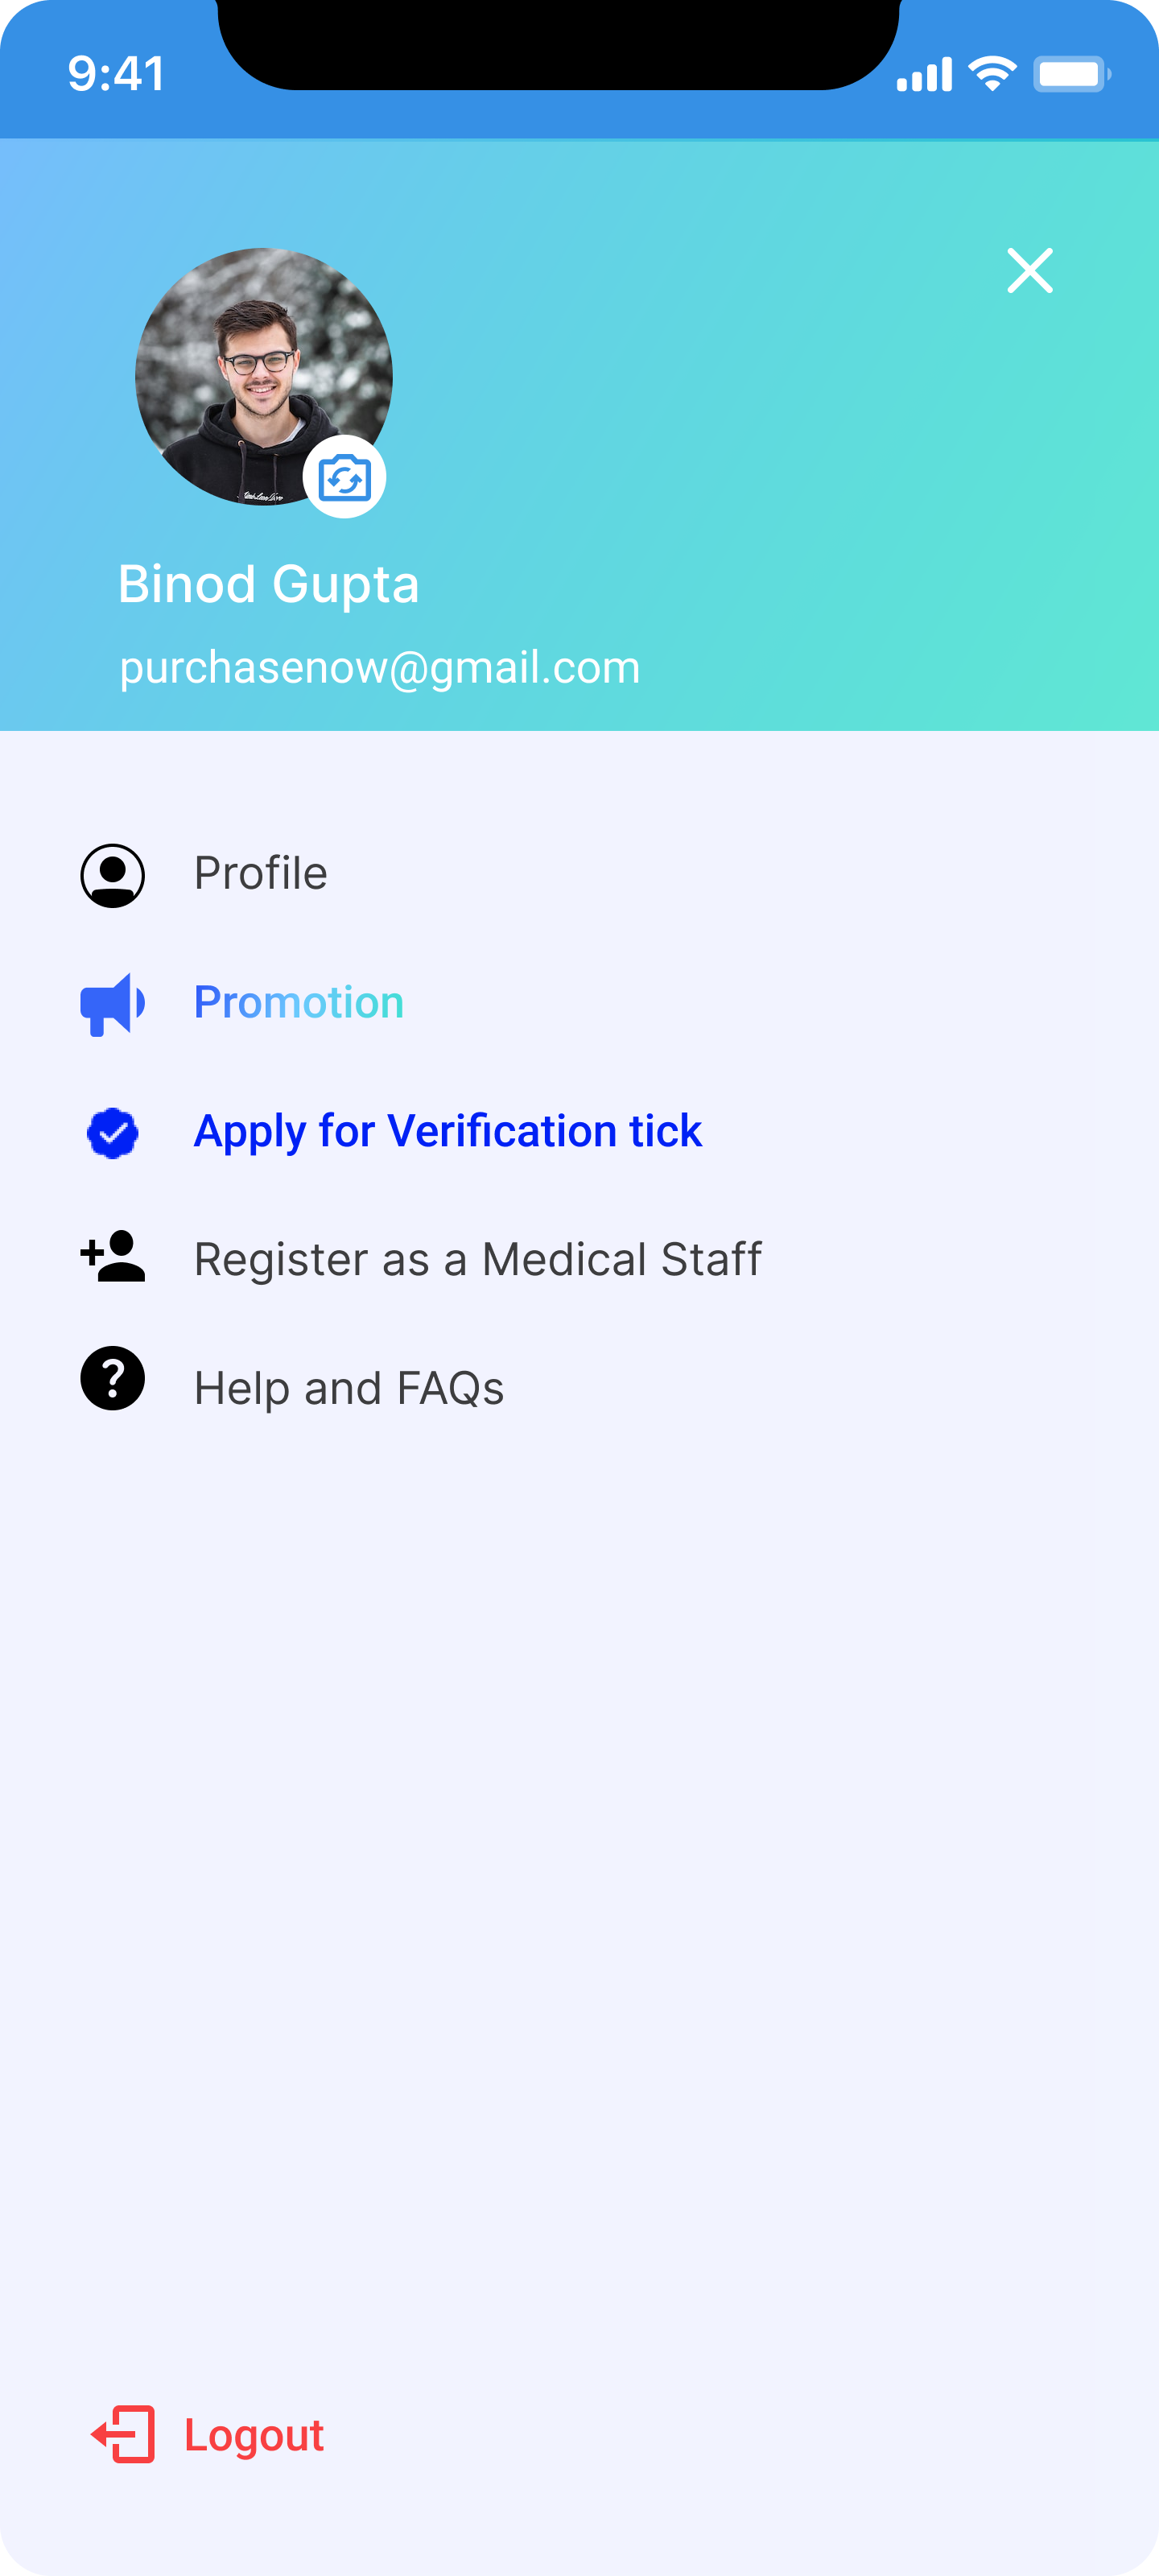 9:41
Binod Gupta
purchasenow@gmail.com
Profile
Promotion
Apply for Verification tick
Register as a Medical Staff
Help and FAQs
Logout